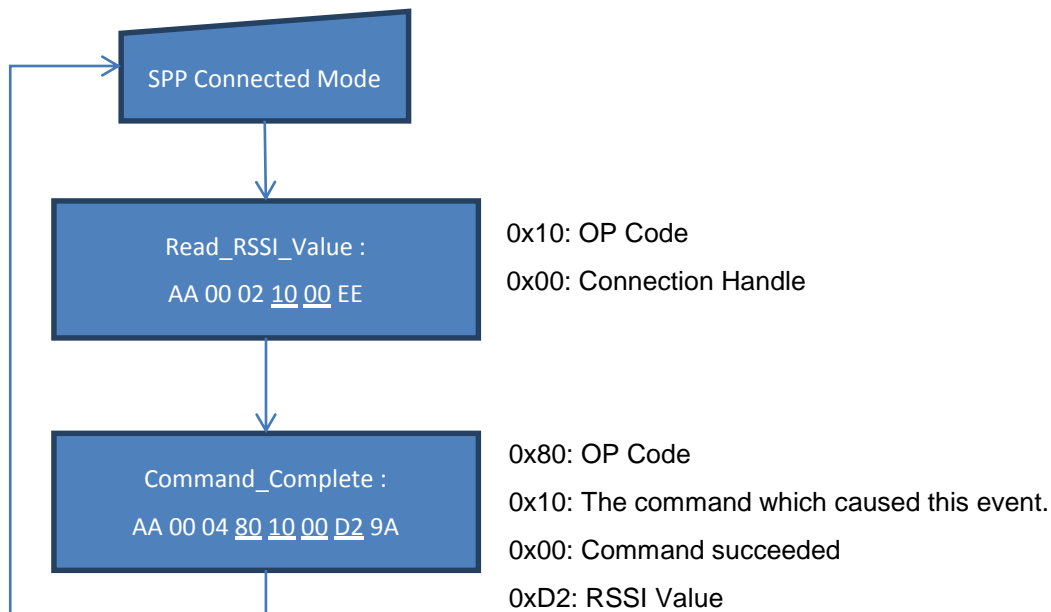 SPP Connected Mode
Read_RSSI_Value :
AA 00 02 10 00 EE
0x10: OP Code
0x00: Connection Handle
Command_Complete :
AA 00 04 80 10 00 D2 9A
0x80: OP Code
0x10: The command which caused this event.
0x00: Command succeeded
0xD2: RSSI Value